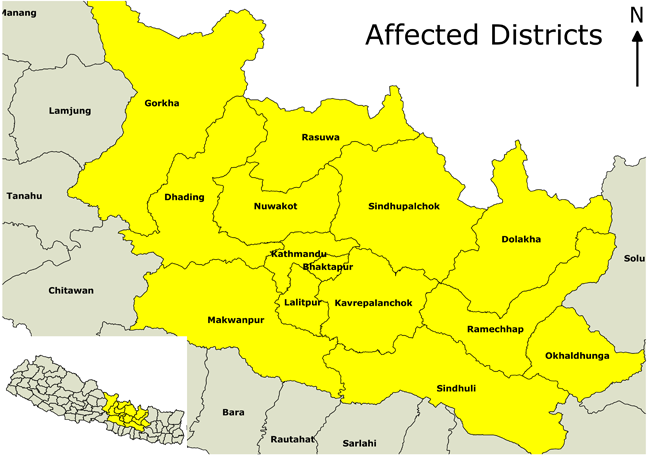 Affected Districts
N
Manang
Lamjung
Gorkha
Rasuwa
Tanahu
Dhading
Nuwakot
Sindhupalchok
Dolakha
Kathmandu
Bhaktapur
Solu
Chitawan
Lalitpur
Kavrepalanchok
Makwanpur
Ramechhap
Okhaldhunga
Sindhuli
Bara
Rautahat
Sarlahi